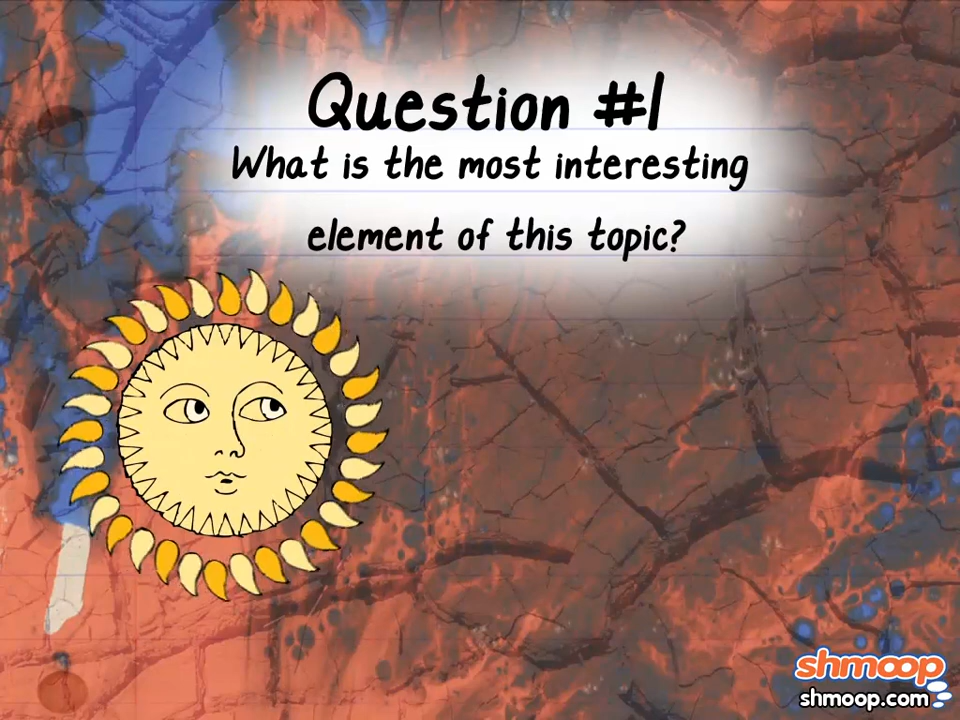 Question #1
What is the most interesting
element of this topic?
shmoop
shmoop.com